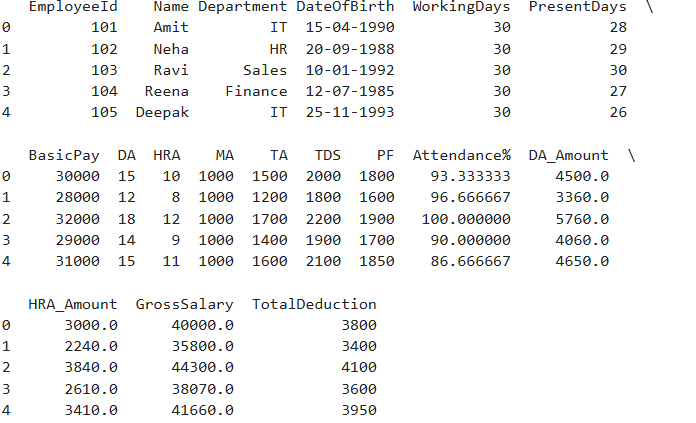 EmployeeId Name Department DateOfBirth WorkingDays PresentDays \
0 101 Amit IT 15-04-1990 30 28
1 102 Neha HR 20-09-1988 30 29
2 103 Ravi Sales 10-01-1992 30 30
3 104 Reena Finance 12-07-1985 30 27
4 105 Deepak IT 25-11-1993 30 26
BasicPay DA HRA MA TA TDS PF Attendance% DA_Amount \
0 30000 15 10 1000 1500 2000 1800 93.333333 4500.0
1 28000 12 8 1000 1200 1800 1600 96.666667 3360.0
2 32000 18 12 1000 1700 2200 1900 100.000000 5760.0
3 29000 14 9 1000 1400 1900 1700 90.000000 4060.0
4 31000 15 11 1000 1600 2100 1850 86.666667 4650.0
HRA_Amount GrossSalary TotalDeduction
0 3000.0 40000.0 3800
1 2240.0 35800.0 3400
2 3840.0 44300.0 4100
3 2610.0 38070.0 3600
4 3410.0 41660.0 3950